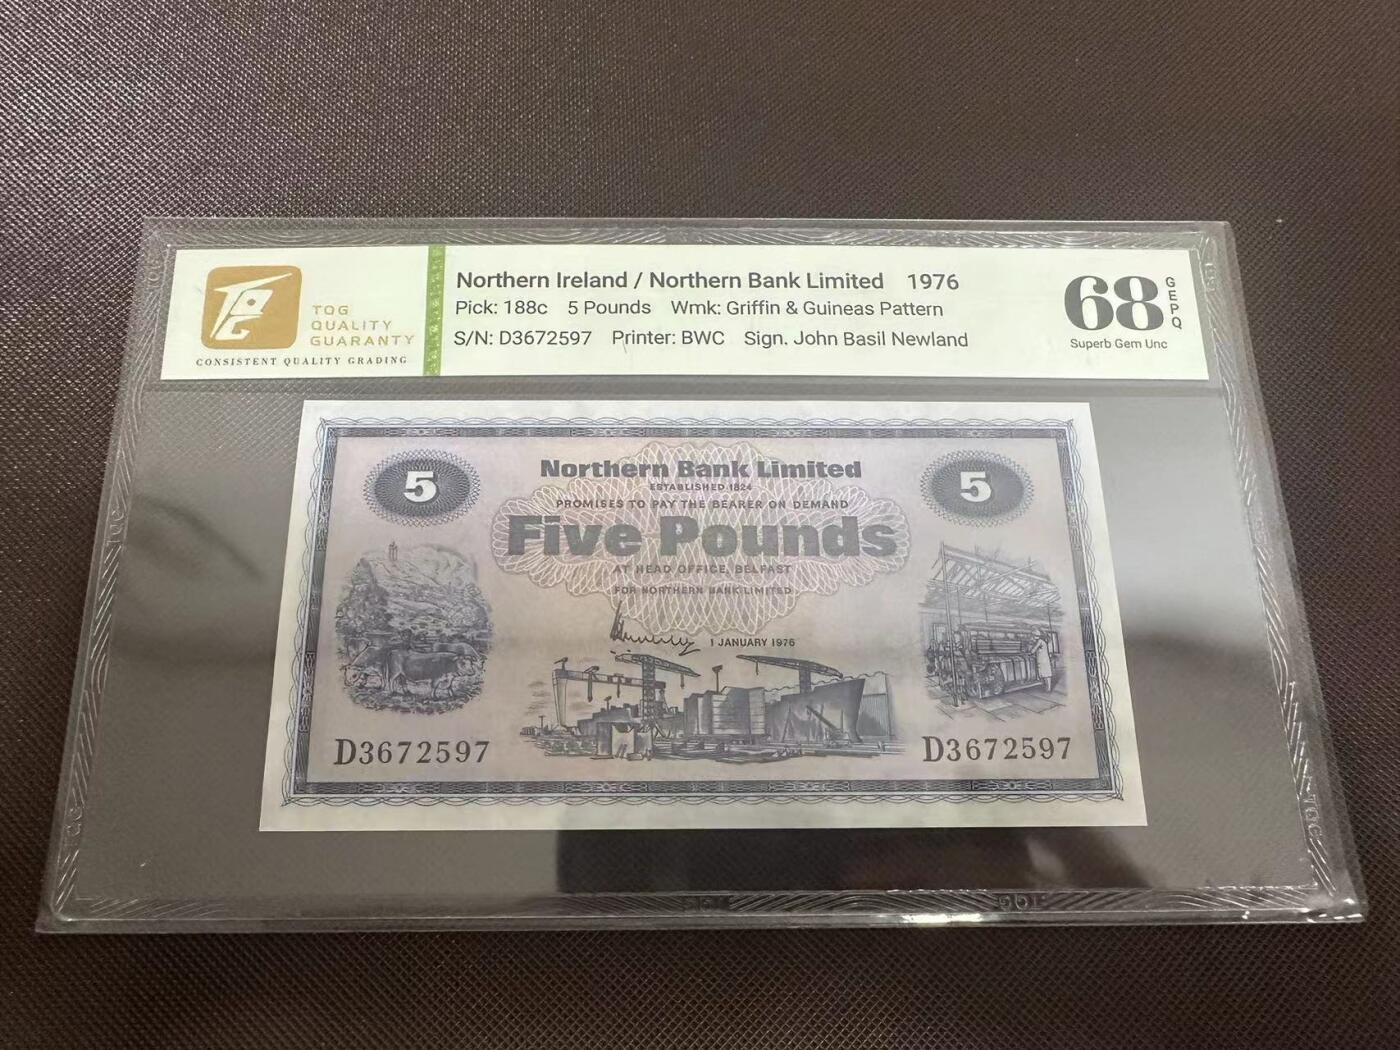 TQG
QUALITY
GUARANTY
CONSISTENT QUALITY GRADING
Northern Ireland / Northern Bank Limited 1976
Pick: 188c 5 Pounds Wmk: Griffin & Guineas Pattern
S/N: D3672597 Printer: BWC Sign. John Basil Newland
68
GEPQ
Superb Gem Unc
5
5
Northern Bank Limited
ESTABLISHED 1824
PROMISES TO PAY THE BEARER ON DEMAND
Five Pounds
AT HEAD OFFICE, BELFAST
FOR NORTHERN BANK LIMITED
1 JANUARY 1976
D3672597
D3672597